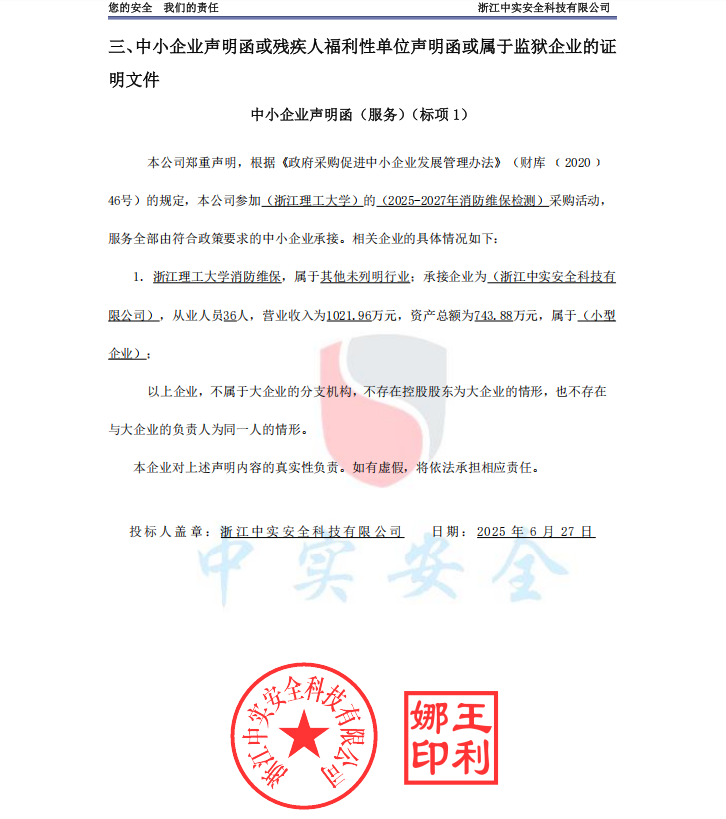 您的安全 我们的责任 浙江中实安全科技有限公司
三、中小企业声明函或残疾人福利性单位声明函或属于监狱企业的证
明文件
中小企业声明函（服务）（标项 1）
本公司郑重声明，根据《政府采购促进中小企业发展管理办法》（财库﹝2020﹞
46号）的规定，本公司参加（浙江理工大学）的（2025-2027年消防维保检测）采购活动，
服务全部由符合政策要求的中小企业承接。相关企业的具体情况如下：
1. 浙江理工大学消防维保，属于其他未列明行业；承接企业为（浙江中实安全科技有
限公司），从业人员36人，营业收入为1021.96万元，资产总额为743.88万元，属于（小型
企业）；
以上企业，不属于大企业的分支机构，不存在控股股东为大企业的情形，也不存在
与大企业的负责人为同一人的情形。
本企业对上述声明内容的真实性负责。如有虚假，将依法承担相应责任。
投标人盖章：浙江中实安全科技有限公司 日期：2025 年 6 月 27 日
中实安全
浙江中实安全科技有限公司
王利娜印